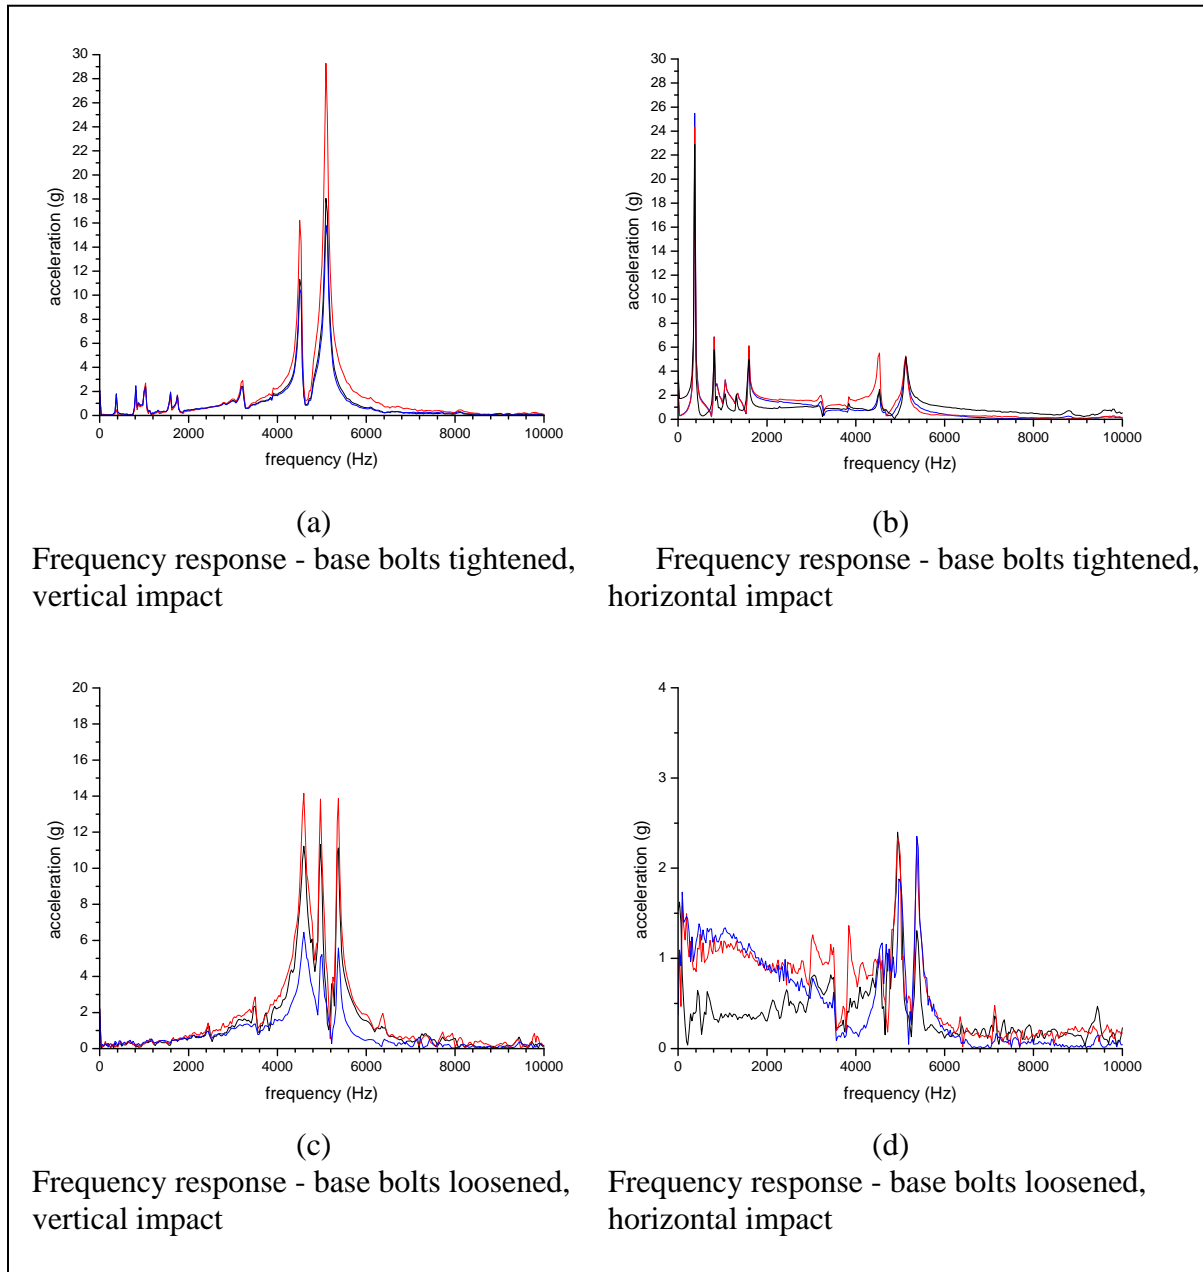 30
28
26
24
22
20
18
16
14
12
10
8
6
4
2
0
acceleration (g)
0 2000 4000 6000 8000 10000
frequency (Hz)
30
28
26
24
22
20
18
16
14
12
10
8
6
4
2
0
acceleration (g)
0 2000 4000 6000 8000 10000
frequency (Hz)
(a)
Frequency response - base bolts tightened,
vertical impact
(b)
Frequency response - base bolts tightened,
horizontal impact
20
18
16
14
12
10
8
6
4
2
0
acceleration (g)
0 2000 4000 6000 8000 10000
frequency (Hz)
4
3
2
1
0
acceleration (g)
0 2000 4000 6000 8000 10000
frequency (Hz)
(c)
Frequency response - base bolts loosened,
vertical impact
(d)
Frequency response - base bolts loosened,
horizontal impact